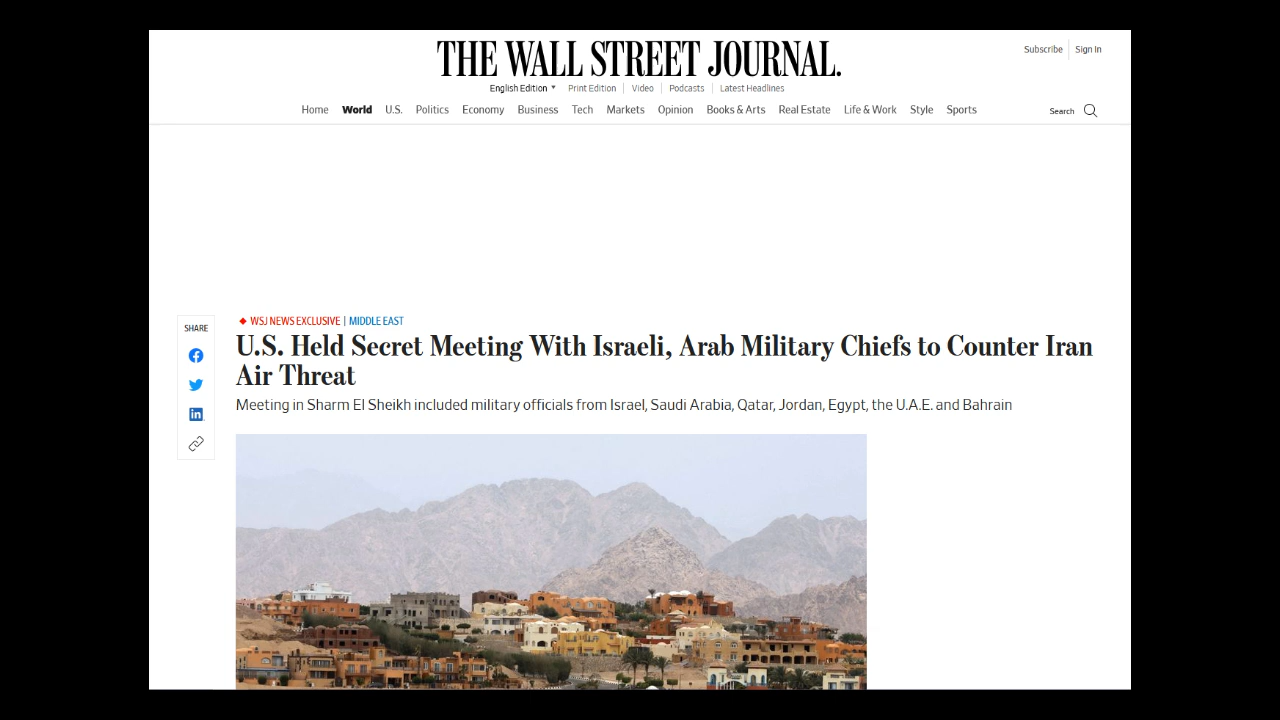 THE WALL STREET JOURNAL.
Subscribe Sign In
English Edition Print Edition Video Podcasts Latest Headlines
Home World U.S. Politics Economy Business Tech Markets Opinion Books & Arts Real Estate Life & Work Style Sports
Search
SHARE
WSJ NEWS EXCLUSIVE | MIDDLE EAST
U.S. Held Secret Meeting With Israeli, Arab Military Chiefs to Counter Iran
Air Threat
Meeting in Sharm El Sheikh included military officials from Israel, Saudi Arabia, Qatar, Jordan, Egypt, the U.A.E. and Bahrain